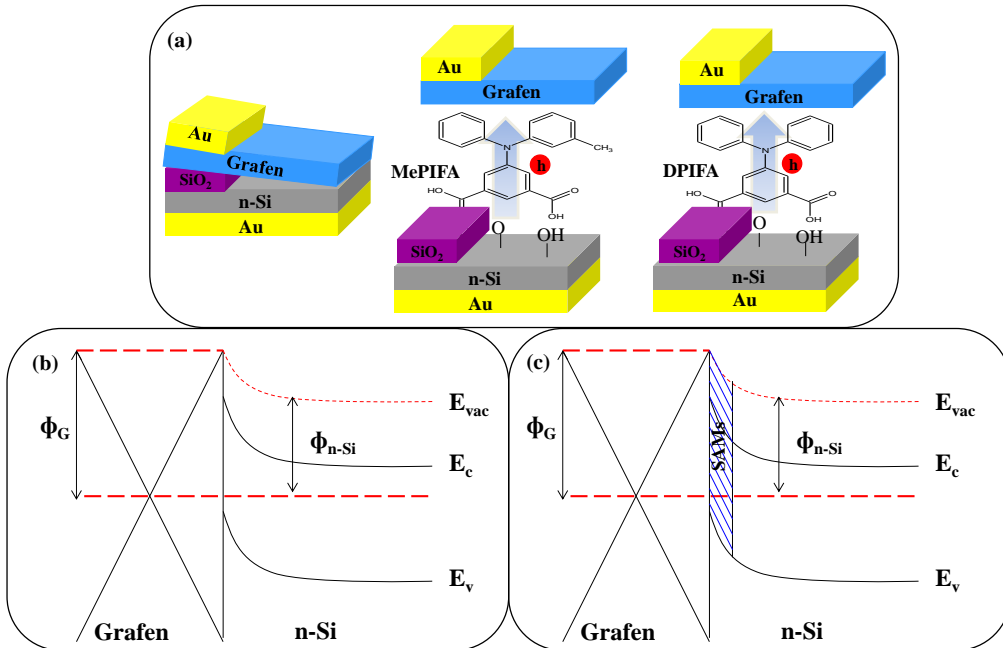 (a)
Au
Grafen
SiO2
n-Si
Au
Au
Grafen
N
CH3
MePIFA
h
HO
O
OH
O
OH
SiO2
n-Si
Au
Au
Grafen
N
DPIFA
h
OH
O
OH
O
OH
SiO2
n-Si
Au
(b)
ΦG
Φn-Si
Evac
Ec
Ev
Grafen
n-Si
(c)
ΦG
SAMs
Φn-Si
Evac
Ec
Ev
Grafen
n-Si